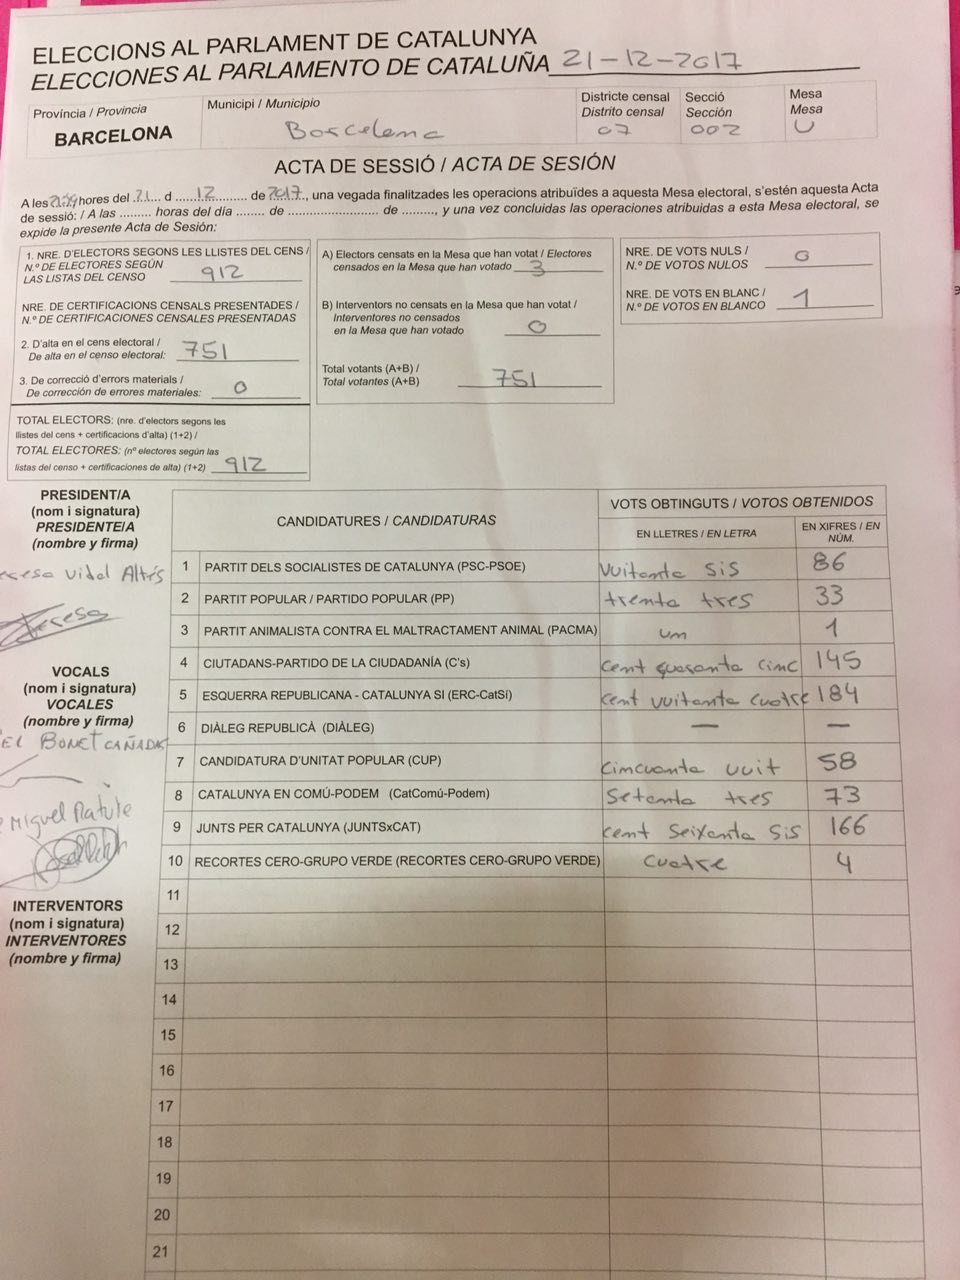 ELECCIONS AL PARLAMENT DE CATALUNYA
ELECCIONES AL PARLAMENTO DE CATALUÑA 21-12-2017
Província / Provincia
BARCELONA
Municipi / Municipio
Barcelona
Districte censal
Distrito censal
07
Secció
Sección
002
Mesa
Mesa
U
ACTA DE SESSIÓ / ACTA DE SESIÓN
A les hores del 21 d 12 de 2017, una vegada finalitzades les operacions atribuïdes a aquesta Mesa electoral, s'estén aquesta Acta
de sessió: / A las ......... horas del día ....... de ....................... de ........, y una vez concluidas las operaciones atribuidas a esta Mesa electoral, se
expide la presente Acta de Sesión:
1. NRE. D'ELECTORS SEGONS LES LLISTES DEL CENS /
N.º DE ELECTORES SEGÚN
LAS LISTAS DEL CENSO 912
NRE. DE CERTIFICACIONS CENSALS PRESENTADES /
N.º DE CERTIFICACIONES CENSALES PRESENTADAS
2. D'alta en el cens electoral /
De alta en el censo electoral: 751
3. De correcció d'errors materials /
De corrección de errores materiales: 0
TOTAL ELECTORS: (nre. d'electors segons les
llistes del cens + certificacions d'alta) (1+2) /
TOTAL ELECTORES: (nº electores según las
listas del censo + certificaciones de alta) (1+2) 912
A) Electors censats en la Mesa que han votat / Electores
censados en la Mesa que han votado 3
B) Interventors no censats en la Mesa que han votat /
Interventores no censados
en la Mesa que han votado 0
Total votants (A+B) /
Total votantes (A+B) 751
NRE. DE VOTS NULS /
N.º DE VOTOS NULOS 0
NRE. DE VOTS EN BLANC /
N.º DE VOTOS EN BLANCO 1
PRESIDENT/A
(nom i signatura)
PRESIDENTE/A
(nombre y firma)
Vidal Altés
Teresa
VOCALS
(nom i signatura)
VOCALES
(nombre y firma)
EL BONET CAÑADA
Miguel Matute
INTERVENTORS
(nom i signatura)
INTERVENTORES
(nombre y firma)
CANDIDATURES / CANDIDATURAS
VOTS OBTINGUTS / VOTOS OBTENIDOS
EN LLETRES / EN LETRA
EN XIFRES / EN
NÚM.
1 PARTIT DELS SOCIALISTES DE CATALUNYA (PSC-PSOE) vuitanta sis 86
2 PARTIT POPULAR / PARTIDO POPULAR (PP) trenta tres 33
3 PARTIT ANIMALISTA CONTRA EL MALTRACTAMENT ANIMAL (PACMA) un 1
4 CIUTADANS-PARTIDO DE LA CIUDADANÍA (C's) cent quaranta cinc 145
5 ESQUERRA REPUBLICANA - CATALUNYA SI (ERC-CatSí) cent vuitanta cuatre 184
6 DIÀLEG REPUBLICÀ (DIÀLEG) — —
7 CANDIDATURA D'UNITAT POPULAR (CUP) cincuanta vuit 58
8 CATALUNYA EN COMÚ-PODEM (CatComú-Podem) Setanta tres 73
9 JUNTS PER CATALUNYA (JUNTSxCAT) cent Seixanta sis 166
10 RECORTES CERO-GRUPO VERDE (RECORTES CERO-GRUPO VERDE) cuatre 4
11
12
13
14
15
16
17
18
19
20
21